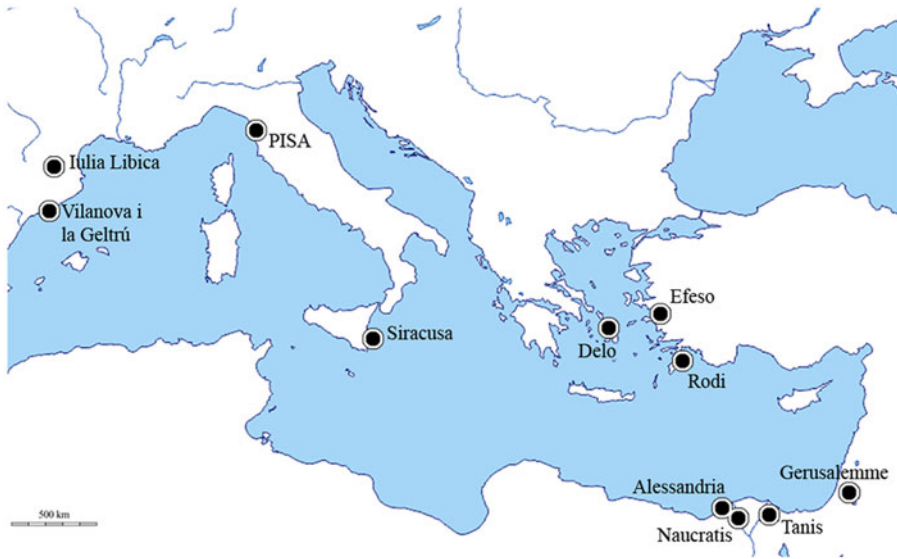 PISA
Iulia Libica
Vilanova i
la Geltrú
Siracusa
Efeso
Delo
Rodi
Gerusalemme
Alessandria
Naucratis
Tanis
500 km